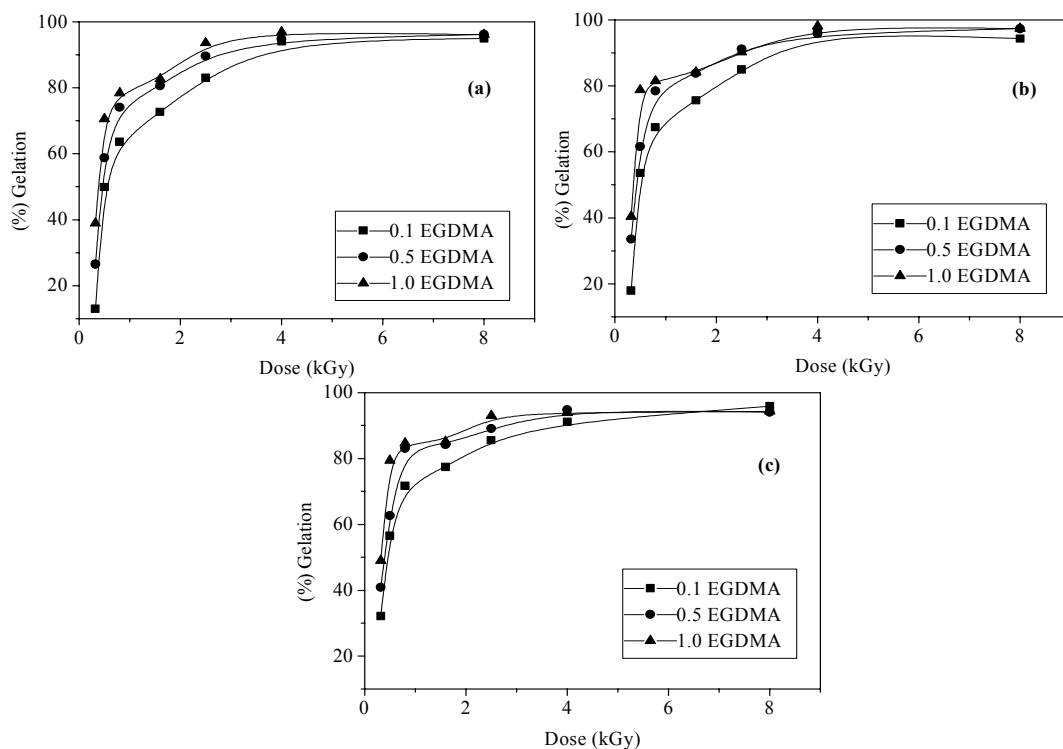 100
80
60
40
20
(%) Gelation
(a)
0.1 EGDMA
0.5 EGDMA
1.0 EGDMA
0 2 4 6 8
Dose (kGy)
100
80
60
40
20
(%) Gelation
(b)
0.1 EGDMA
0.5 EGDMA
1.0 EGDMA
0 2 4 6 8
Dose (kGy)
100
80
60
40
20
(%) Gelation
(c)
0.1 EGDMA
0.5 EGDMA
1.0 EGDMA
0 2 4 6 8
Dose (kGy)